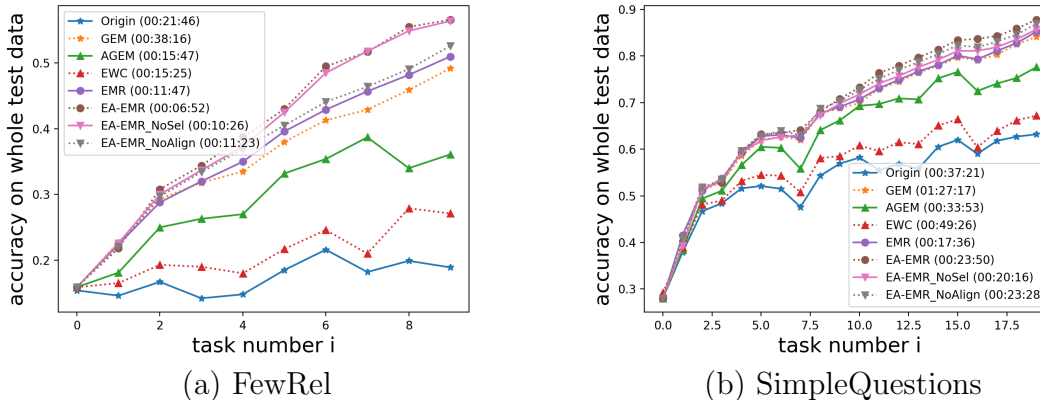 accuracy on whole test data
0.5
0.4
0.3
0.2
Origin (00:21:46)
GEM (00:38:16)
AGEM (00:15:47)
EWC (00:15:25)
EMR (00:11:47)
EA-EMR (00:06:52)
EA-EMR_NoSel (00:10:26)
EA-EMR_NoAlign (00:11:23)
0 2 4 6 8
task number i
(a) FewRel
accuracy on whole test data
0.9
0.8
0.7
0.6
0.5
0.4
0.3
Origin (00:37:21)
GEM (01:27:17)
AGEM (00:33:53)
EWC (00:49:26)
EMR (00:17:36)
EA-EMR (00:23:50)
EA-EMR_NoSel (00:20:16)
EA-EMR_NoAlign (00:23:28
0.0 2.5 5.0 7.5 10.0 12.5 15.0 17.5
task number i
(b) SimpleQuestions